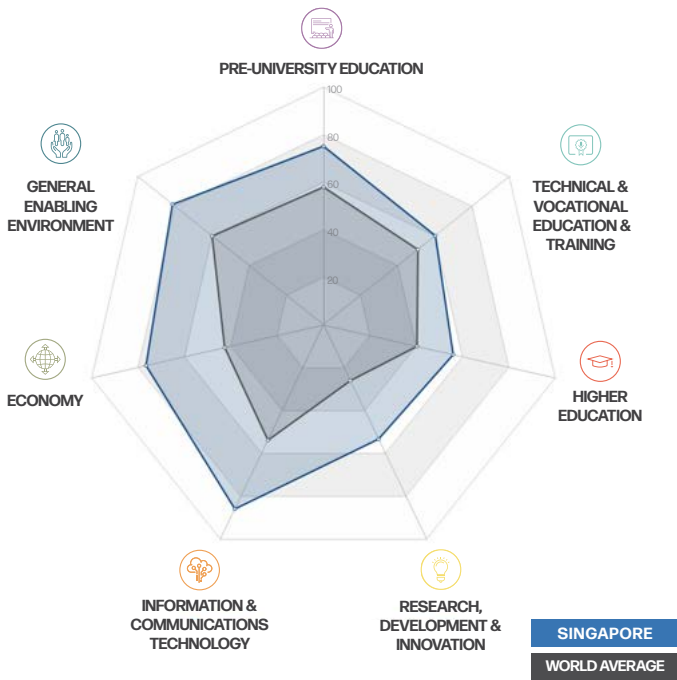 PRE-UNIVERSITY EDUCATION
100
80
60
40
20
GENERAL
ENABLING
ENVIRONMENT
TECHNICAL &
VOCATIONAL
EDUCATION &
TRAINING
ECONOMY
HIGHER
EDUCATION
INFORMATION &
COMMUNICATIONS
TECHNOLOGY
RESEARCH,
DEVELOPMENT &
INNOVATION
SINGAPORE
WORLD AVERAGE